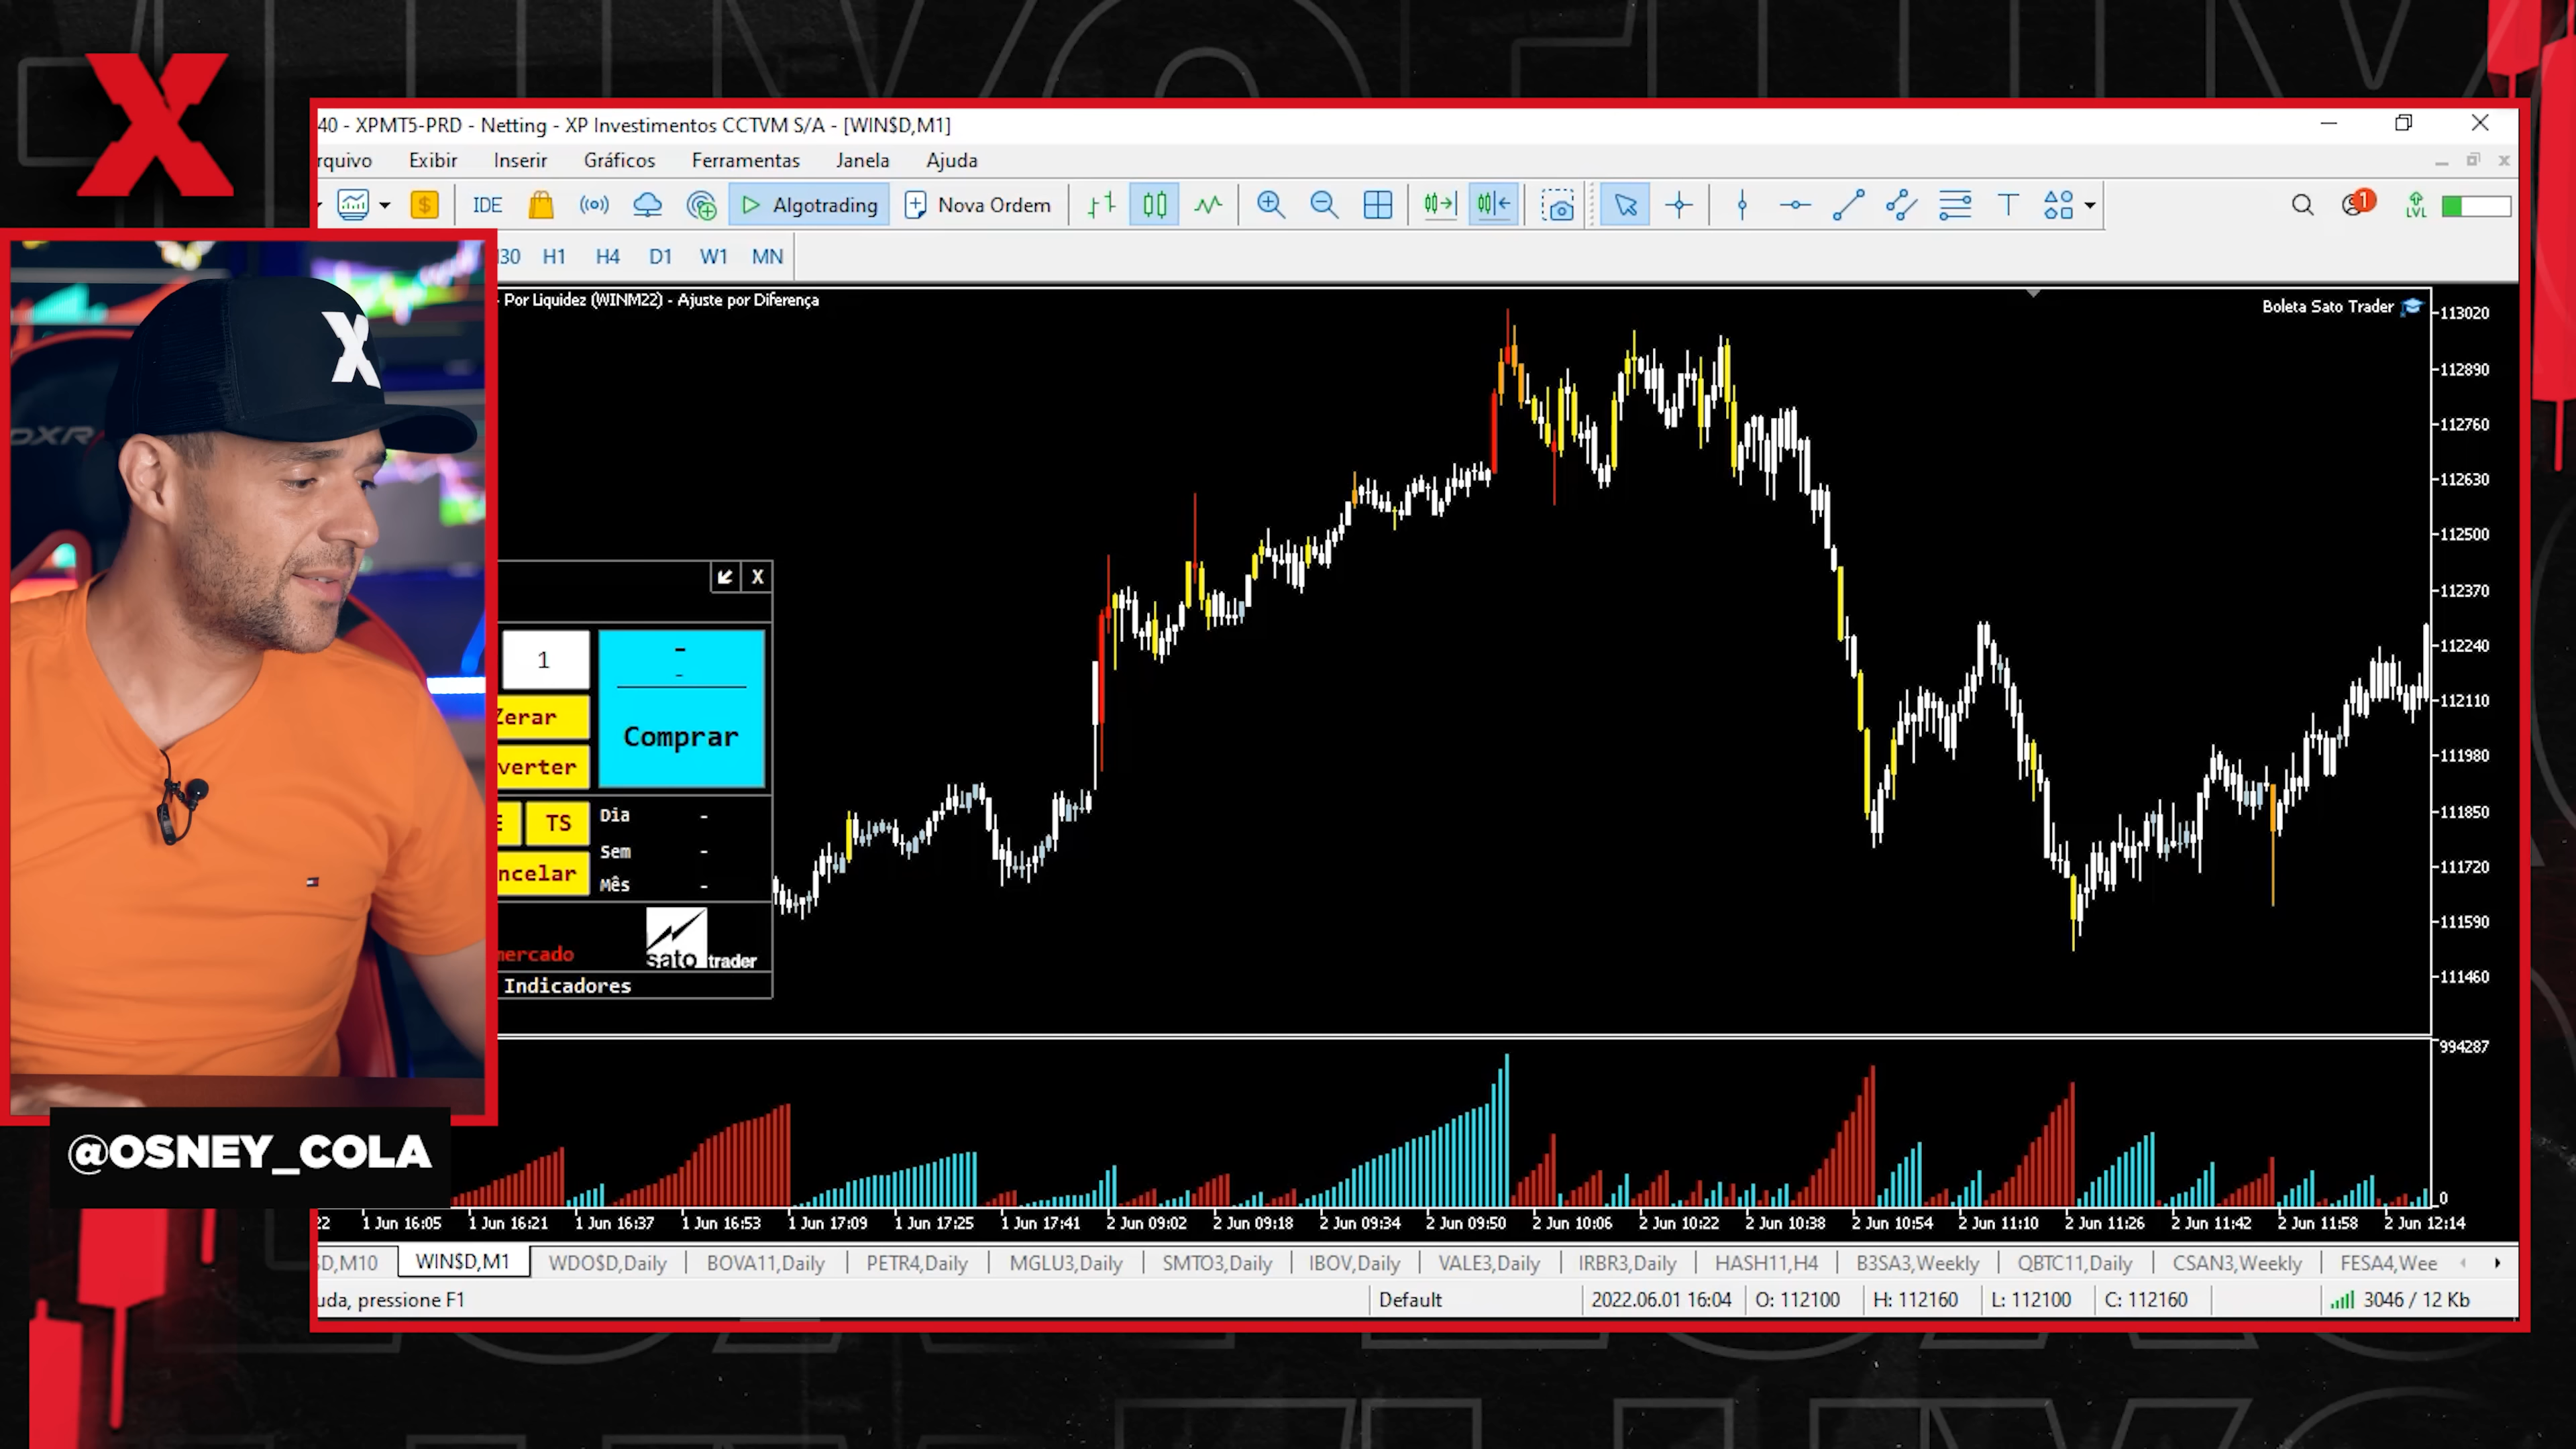 X
40 - XPMT5-PRD - Netting - XP Investimentos CCTVM S/A - [WIN$D,M1]
rquivo Exibir Inserir Gráficos Ferramentas Janela Ajuda
IDE Algotrading Nova Ordem 1 LVL
30 H1 H4 D1 W1 MN
- Por Liquidez (WINM22) - Ajuste por Diferença
Boleta Sato Trader
X
DXR
113020
112890
112760
112630
112500
112370
112240
112110
111980
111850
111720
111590
111460
X
1
-
-
Comprar
Zerar
verter
E TS
ncelar
Dia -
Sem -
Mês -
mercado
sato trader
Indicadores
994287
0
@OSNEY_COLA
22 1 Jun 16:05 1 Jun 16:21 1 Jun 16:37 1 Jun 16:53 1 Jun 17:09 1 Jun 17:25 1 Jun 17:41 2 Jun 09:02 2 Jun 09:18 2 Jun 09:34 2 Jun 09:50 2 Jun 10:06 2 Jun 10:22 2 Jun 10:38 2 Jun 10:54 2 Jun 11:10 2 Jun 11:26 2 Jun 11:42 2 Jun 11:58 2 Jun 12:14
$D,M10 WIN$D,M1 WDO$D,Daily BOVA11,Daily PETR4,Daily MGLU3,Daily SMTO3,Daily IBOV,Daily VALE3,Daily IRBR3,Daily HASH11,H4 B3SA3,Weekly QBTC11,Daily CSAN3,Weekly FESA4,Wee
uda, pressione F1 Default 2022.06.01 16:04 O: 112100 H: 112160 L: 112100 C: 112160 3046 / 12 Kb